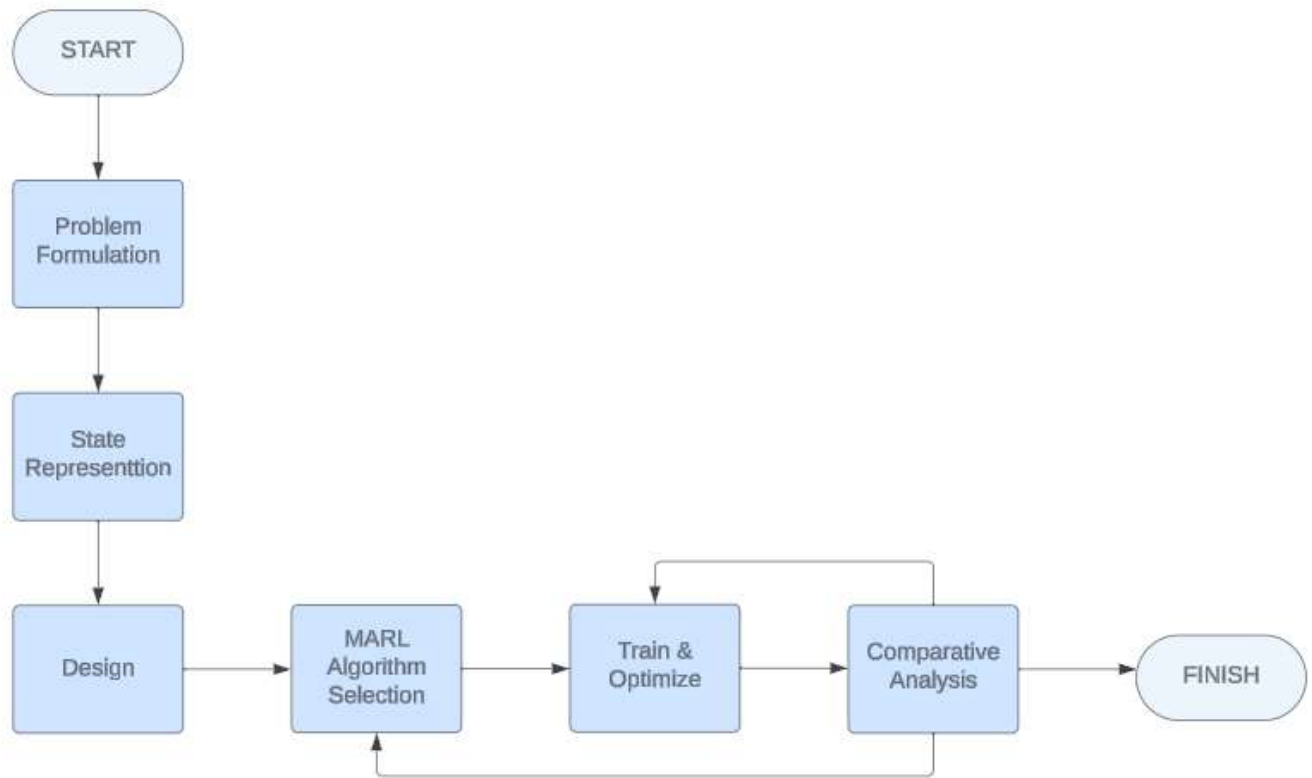 START
Problem
Formulation
State
Representtion
Design
MARL
Algorithm
Selection
Train &
Optimize
Comparative
Analysis
FINISH